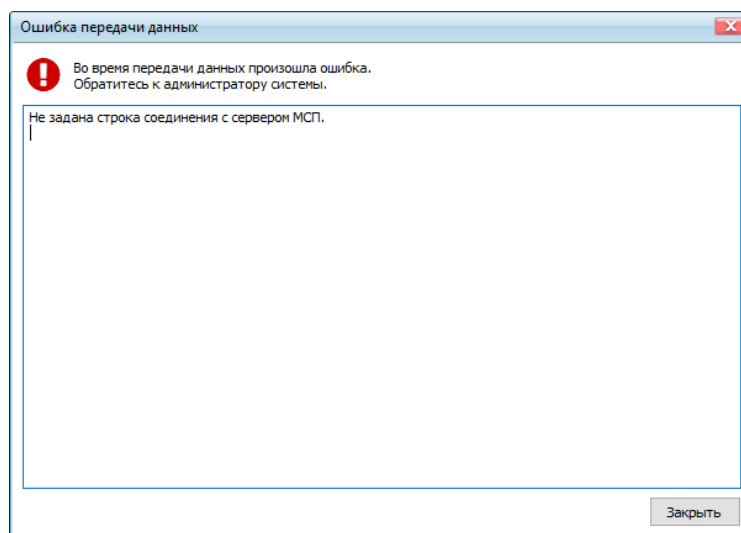 Ошибка передачи данных
Во время передачи данных произошла ошибка.
Обратитесь к администратору системы.
Не задана строка соединения с сервером МСП.
Закрыть